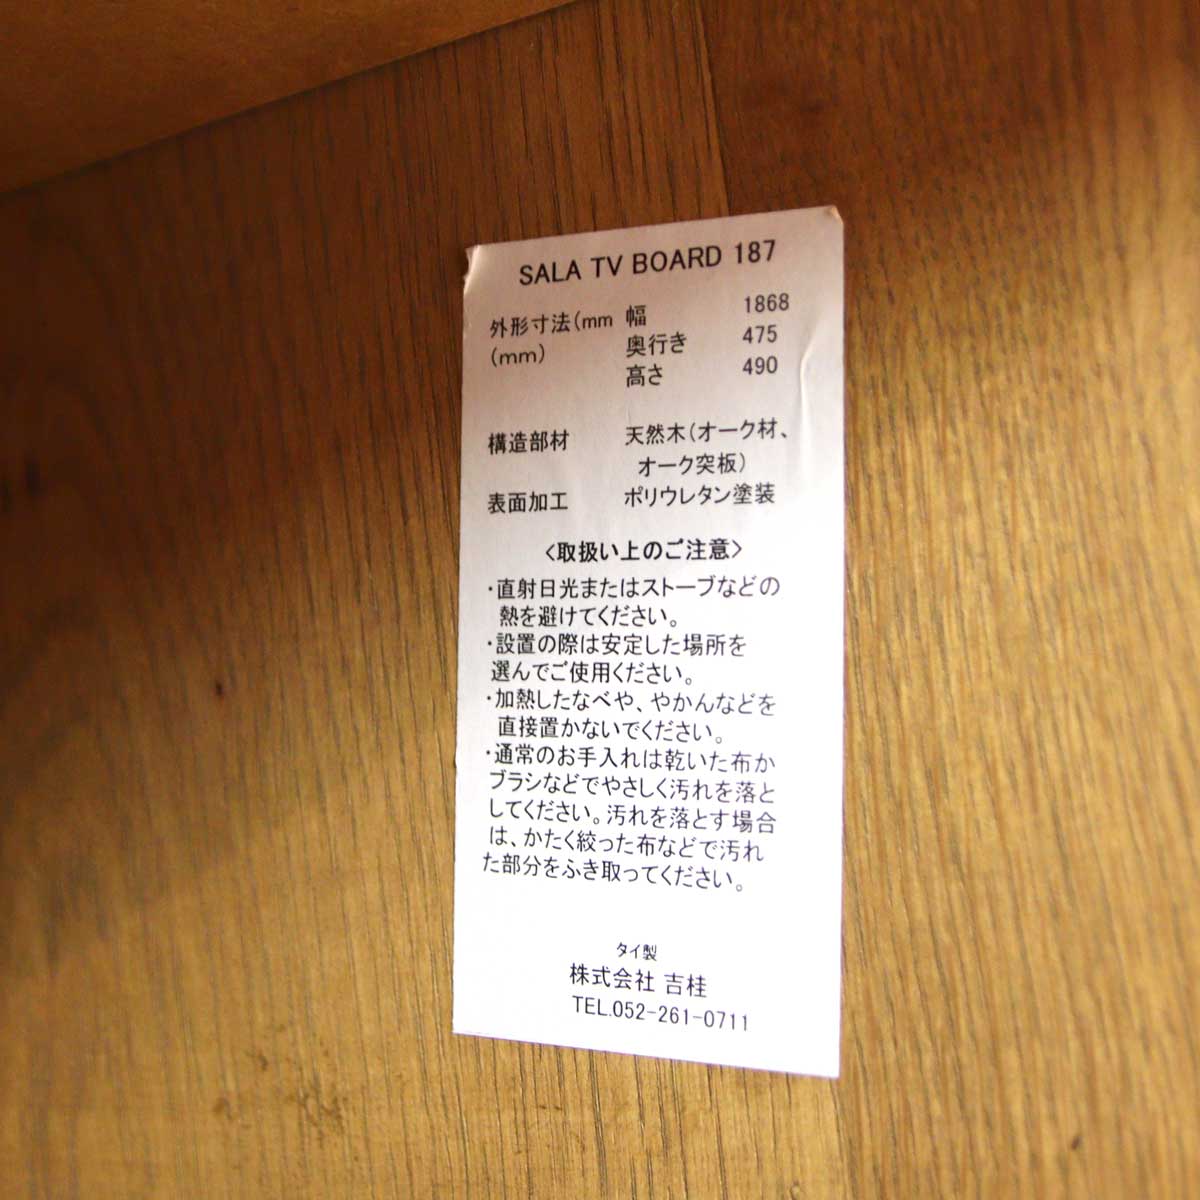 SALA TV BOARD 187
外形寸法(mm 幅 1868
(mm) 奥行き 475
高さ 490
構造部材 天然木(オーク材、
オーク突板)
表面加工 ポリウレタン塗装
<取扱い上のご注意>
・直射日光またはストーブなどの
熱を避けてください。
・設置の際は安定した場所を
選んでご使用ください。
・加熱したなべや、やかんなどを
直接置かないでください。
・通常のお手入れは乾いた布か
ブラシなどでやさしく汚れを落と
してください。汚れを落とす場合
は、かたく絞った布などで汚れ
た部分をふき取ってください。
タイ製
株式会社 吉桂
TEL.052-261-0711